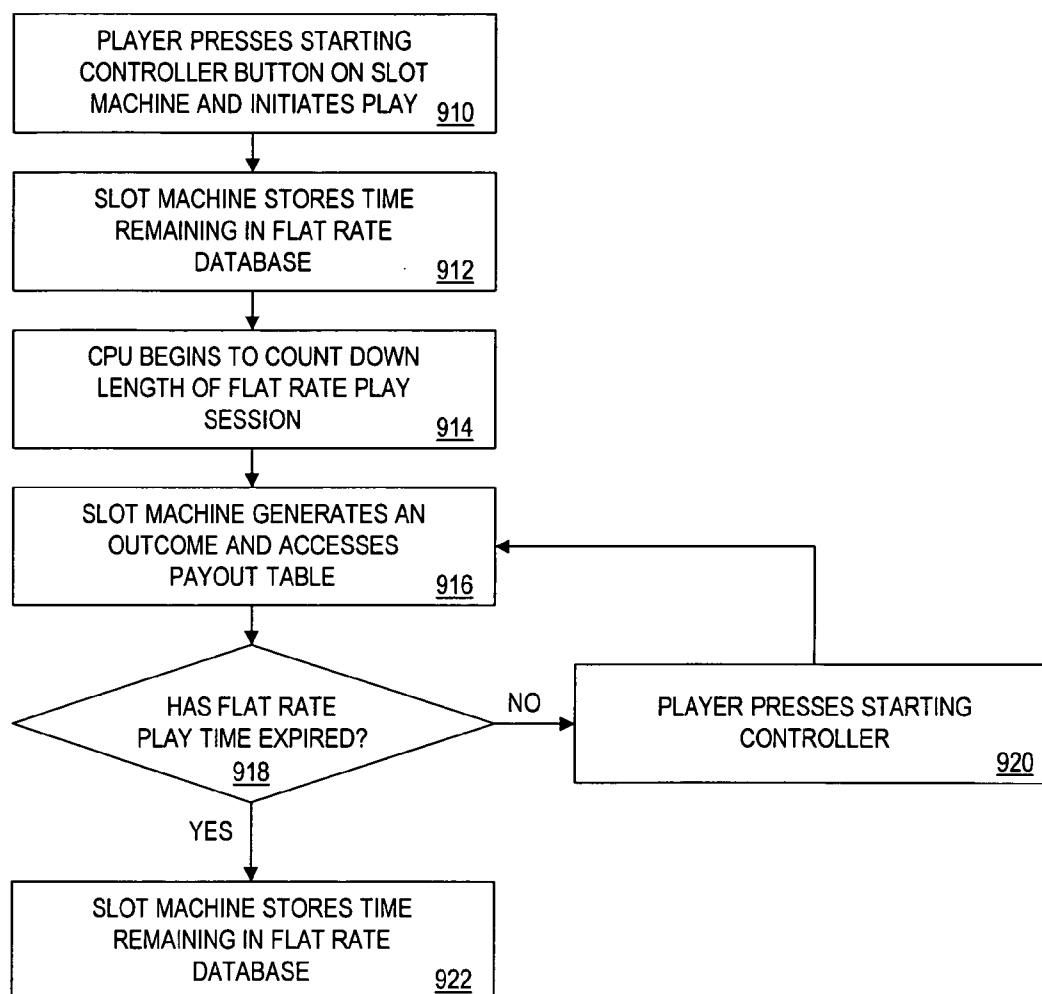 PLAYER PRESSES STARTING
CONTROLLER BUTTON ON SLOT
MACHINE AND INITIATES PLAY
910
SLOT MACHINE STORES TIME
REMAINING IN FLAT RATE
DATABASE
912
CPU BEGINS TO COUNT DOWN
LENGTH OF FLAT RATE PLAY
SESSION
914
SLOT MACHINE GENERATES AN
OUTCOME AND ACCESSES
PAYOUT TABLE
916
HAS FLAT RATE
PLAY TIME EXPIRED?
918
NO
PLAYER PRESSES STARTING
CONTROLLER
920
YES
SLOT MACHINE STORES TIME
REMAINING IN FLAT RATE
DATABASE
922